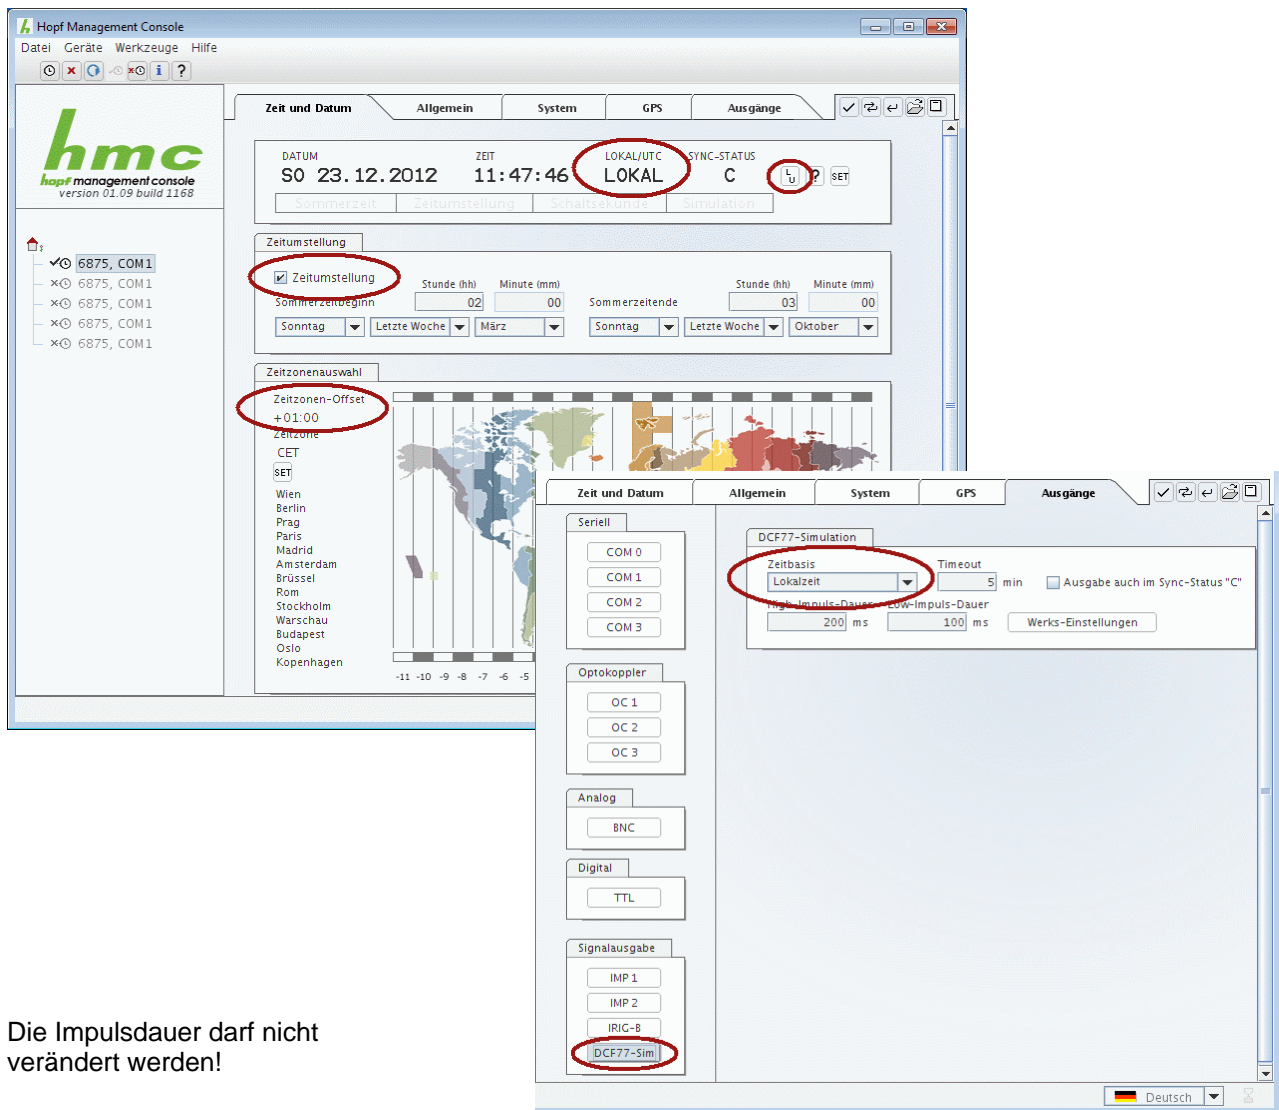 Hopf Management Console
Datei Geräte Werkzeuge Hilfe
hmc
hopf management console
version 01.09 build 1168
6875, COM1
6875, COM1
6875, COM1
6875, COM1
6875, COM1
Zeit und Datum Allgemein System GPS Ausgänge
DATUM ZEIT LOKAL/UTC SYNC-STATUS
SO 23.12.2012 11:47:46 LOKAL C L U ? SET
Sommerzeit Zeitumstellung Schaltsekunde Simulation
Zeitumstellung
Zeitumstellung
Stunde (hh) Minute (mm) Stunde (hh) Minute (mm)
Sommerzeitbeginn 02 00 Sommerzeitende 03 00
Sonntag Letzte Woche März Sonntag Letzte Woche Oktober
Zeitzonenauswahl
Zeitzonen-Offset
+01:00
Zeitzone
CET
SET
Wien
Berlin
Prag
Paris
Madrid
Amsterdam
Brüssel
Rom
Stockholm
Warschau
Budapest
Oslo
Kopenhagen
-11 -10 -9 -8 -7 -6 -5
Zeit und Datum Allgemein System GPS Ausgänge
Seriell
COM 0
COM 1
COM 2
COM 3
Optokoppler
OC 1
OC 2
OC 3
Analog
BNC
Digital
TTL
Signalausgabe
IMP 1
IMP 2
IRIG-B
DCF77-Sim
DCF77-Simulation
Zeitbasis Timeout
Lokalzeit 5 min Ausgabe auch im Sync-Status "C"
High-Impuls-Dauer Low-Impuls-Dauer
200 ms 100 ms Werks-Einstellungen
Deutsch
Die Impulsdauer darf nicht
verändert werden!